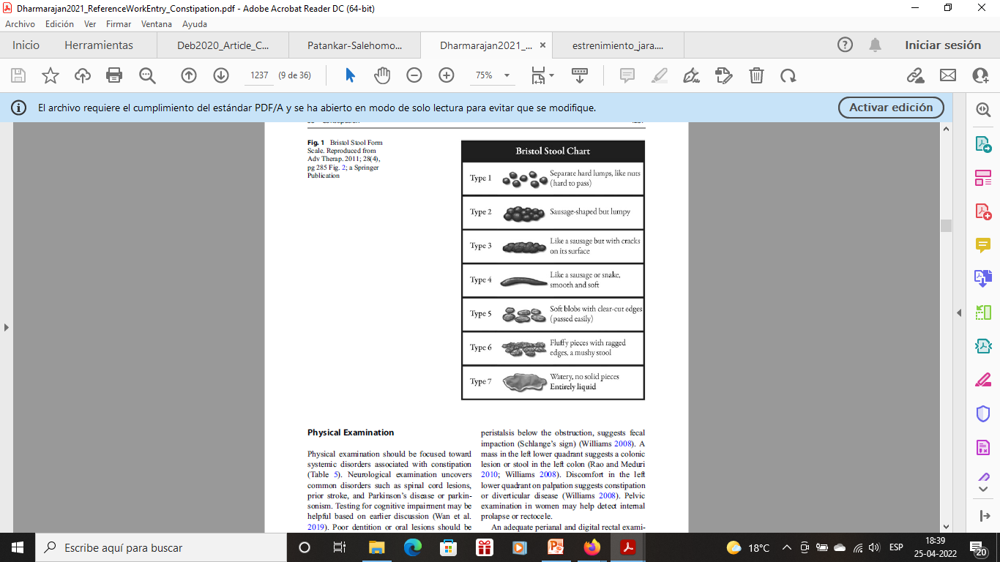 Dharmarajan2021_ReferenceWorkEntry_Constipation.pdf - Adobe Acrobat Reader DC (64-bit)
Archivo Edición Ver Firmar Ventana Ayuda
Inicio Herramientas Deb2020_Article_C... Patankar-Salehomo... Dharmarajan2021_... × estrenimiento_jara.... Iniciar sesión
1237 (9 de 36) 75%
El archivo requiere el cumplimiento del estándar PDF/A y se ha abierto en modo de solo lectura para evitar que se modifique. Activar edición
Fig. 1 Bristol Stool Form
Scale. Reproduced from
Adv Therap. 2011; 28(4),
pg 285 Fig. 2; a Springer
Publication
Bristol Stool Chart
Type 1 Separate hard lumps, like nuts
(hard to pass)
Type 2 Sausage-shaped but lumpy
Type 3 Like a sausage but with cracks
on its surface
Type 4 Like a sausage or snake,
smooth and soft
Type 5 Soft blobs with clear-cut edges
(passed easily)
Type 6 Fluffy pieces with ragged
edges, a mushy stool
Type 7 Watery, no solid pieces
Entirely liquid
Physical Examination
Physical examination should be focused toward
systemic disorders associated with constipation
(Table 5). Neurological examination uncovers
common disorders such as spinal cord lesions,
prior stroke, and Parkinson's disease or parkin-
sonism. Testing for cognitive impairment may be
helpful based on earlier discussion (Wan et al.
2019). Poor dentition or oral lesions should be
peristalsis below the obstruction, suggests fecal
impaction (Schlange's sign) (Williams 2008). A
mass in the left lower quadrant suggests a colonic
lesion or stool in the left colon (Rao and Meduri
2010; Williams 2008). Discomfort in the left
lower quadrant on palpation suggests constipation
or diverticular disease (Williams 2008). Pelvic
examination in women may help detect internal
prolapse or rectocele.
An adequate perianal and digital rectal exami-
Escribe aquí para buscar
18°C ESP 18:39
25-04-2022 20